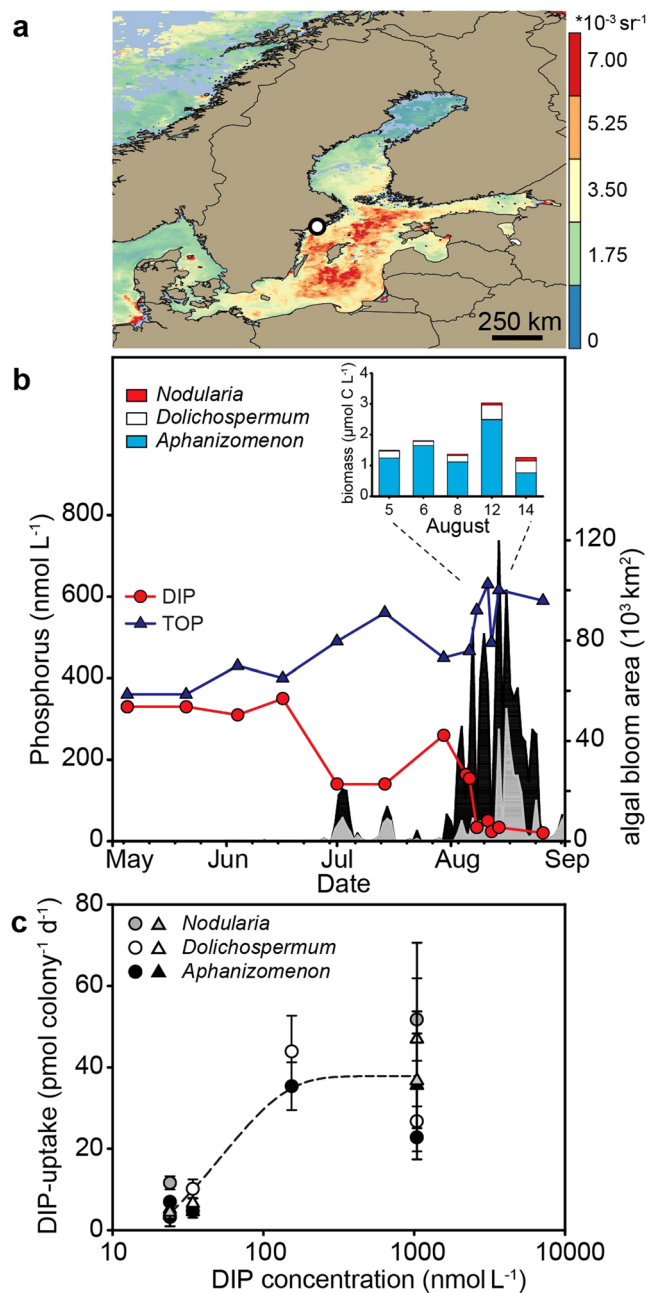 a
*10⁻³ sr⁻¹
7.00
5.25
3.50
1.75
0
250 km
b
Nodularia
Dolichospermum
Aphanizomenon
biomass (µmol C L⁻¹)
4
3
2
1
0
5 6 8 12 14
August
Phosphorus (nmol L⁻¹)
800
600
400
200
0
DIP
TOP
120
80
40
0
algal bloom area (10³ km²)
May Jun Jul Aug Sep
Date
c
Nodularia
Dolichospermum
Aphanizomenon
DIP-uptake (pmol colony⁻¹ d⁻¹)
80
60
40
20
0
10 100 1000 10000
DIP concentration (nmol L⁻¹)